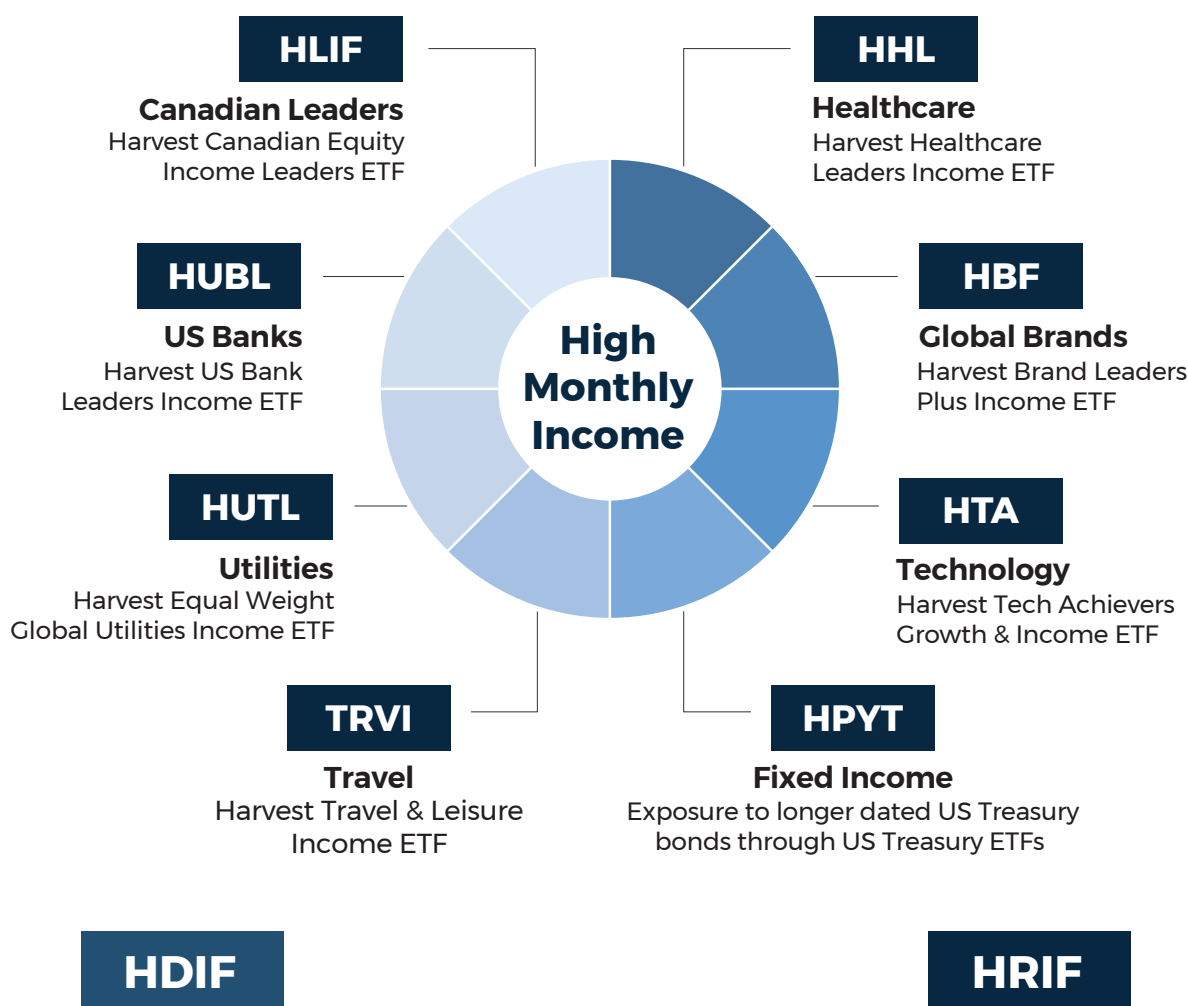 HLIF
Canadian Leaders
Harvest Canadian Equity
Income Leaders ETF
HHL
Healthcare
Harvest Healthcare
Leaders Income ETF
HUBL
US Banks
Harvest US Bank
Leaders Income ETF
HBF
Global Brands
Harvest Brand Leaders
Plus Income ETF
High
Monthly
Income
HUTL
Utilities
Harvest Equal Weight
Global Utilities Income ETF
HTA
Technology
Harvest Tech Achievers
Growth & Income ETF
TRVI
Travel
Harvest Travel & Leisure
Income ETF
HPYT
Fixed Income
Exposure to longer dated US Treasury
bonds through US Treasury ETFs
HDIF
HRIF